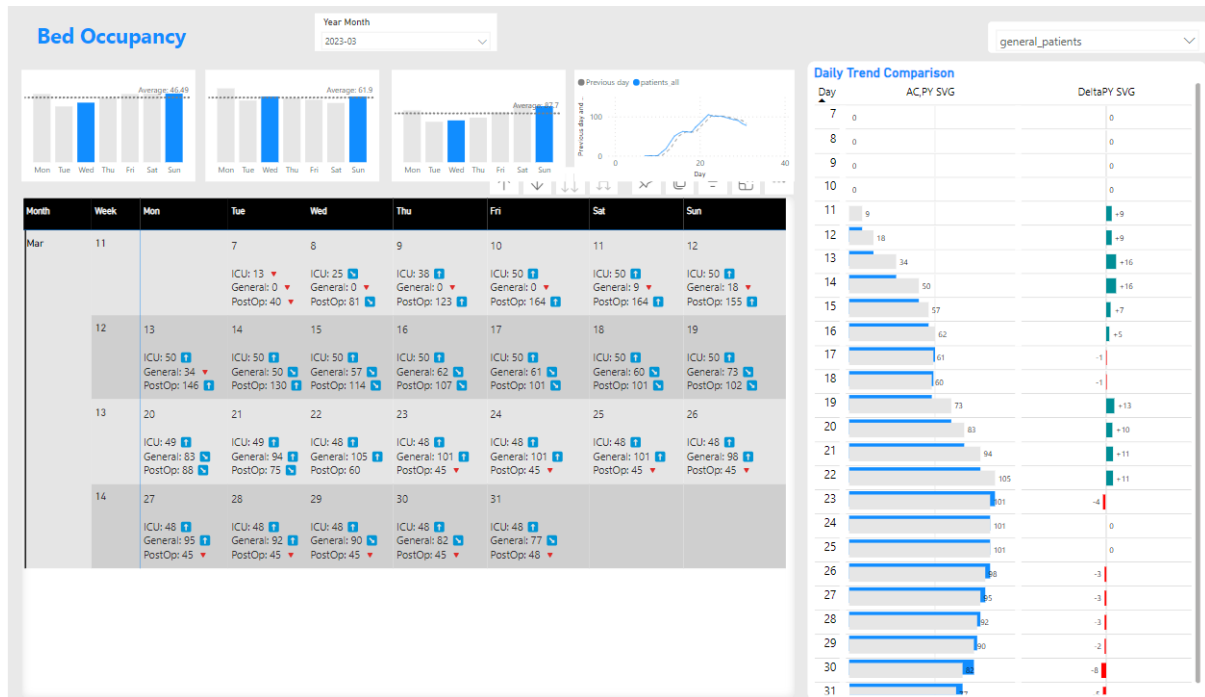 Bed Occupancy
Year Month
2023-03
general_patients
Average: 46.49
Mon Tue Wed Thu Fri Sat Sun
Average: 61.9
Mon Tue Wed Thu Fri Sat Sun
Mon Tue Wed Thu Fri Sat Sun
Previous day patients_all
Previous day and ...
100
0
0 20 40
Day
Month Week Mon Tue Wed Thu Fri Sat Sun
Mar 11 7 8 9 10 11 12
ICU: 13 ICU: 25 ICU: 38 ICU: 50 ICU: 50 ICU: 50
General: 0 General: 0 General: 0 General: 0 General: 9 General: 18
PostOp: 40 PostOp: 81 PostOp: 123 PostOp: 164 PostOp: 164 PostOp: 155
12 13 14 15 16 17 18 19
ICU: 50 ICU: 50 ICU: 50 ICU: 50 ICU: 50 ICU: 50 ICU: 50
General: 34 General: 50 General: 57 General: 62 General: 61 General: 60 General: 73
PostOp: 146 PostOp: 130 PostOp: 114 PostOp: 107 PostOp: 101 PostOp: 101 PostOp: 102
13 20 21 22 23 24 25 26
ICU: 49 ICU: 49 ICU: 48 ICU: 48 ICU: 48 ICU: 48 ICU: 48
General: 83 General: 94 General: 105 General: 101 General: 101 General: 101 General: 98
PostOp: 88 PostOp: 75 PostOp: 60 PostOp: 45 PostOp: 45 PostOp: 45 PostOp: 45
14 27 28 29 30 31
ICU: 48 ICU: 48 ICU: 48 ICU: 48 ICU: 48
General: 95 General: 92 General: 90 General: 82 General: 77
PostOp: 45 PostOp: 45 PostOp: 45 PostOp: 45 PostOp: 48
Daily Trend Comparison
Day AC,PY SVG DeltaPY SVG
7 0 0
8 0 0
9 0 0
10 0 0
11 9 +9
12 18 +9
13 34 +16
14 50 +16
15 57 +7
16 62 +5
17 61 -1
18 60 -1
19 73 +13
20 83 +10
21 94 +11
22 105 +11
23 101 -4
24 101 0
25 101 0
26 98 -3
27 95 -3
28 92 -3
29 90 -2
30 82 -8
31